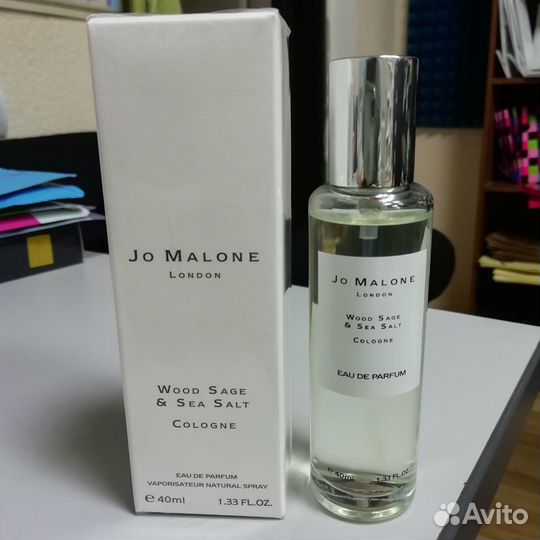 JO MALONE
LONDON
WOOD SAGE
& SEA SALT
COLOGNE
EAU DE PARFUM
VAPORISATEUR NATURAL SPRAY
℮ 40ml 1.33 FL.OZ.
JO MALONE
LONDON
WOOD SAGE
& SEA SALT
COLOGNE
EAU DE PARFUM
℮ 40ml 1.33 FL.OZ.
Avito